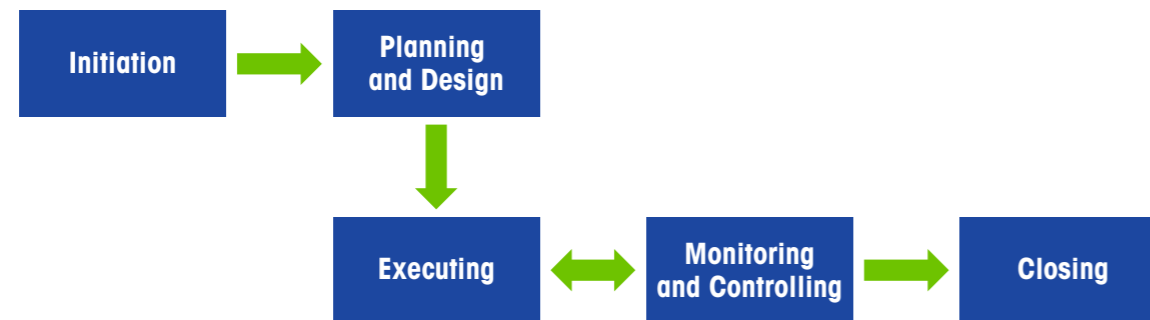 Initiation
Planning
and Design
Executing
Monitoring
and Controlling
Closing